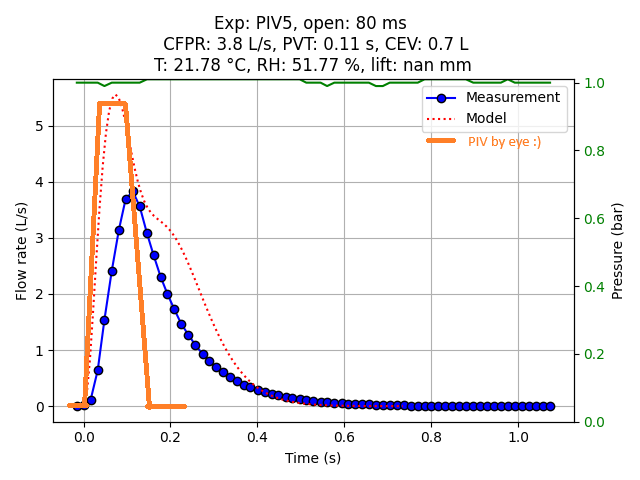 Exp: PIV5, open: 80 ms
CFPR: 3.8 L/s, PVT: 0.11 s, CEV: 0.7 L
T: 21.78 °C, RH: 51.77 %, lift: nan mm
Measurement
Model
PIV by eye :)
Flow rate (L/s)
5
4
3
2
1
0
Pressure (bar)
1.0
0.8
0.6
0.4
0.2
0.0
0.0 0.2 0.4 0.6 0.8 1.0
Time (s)